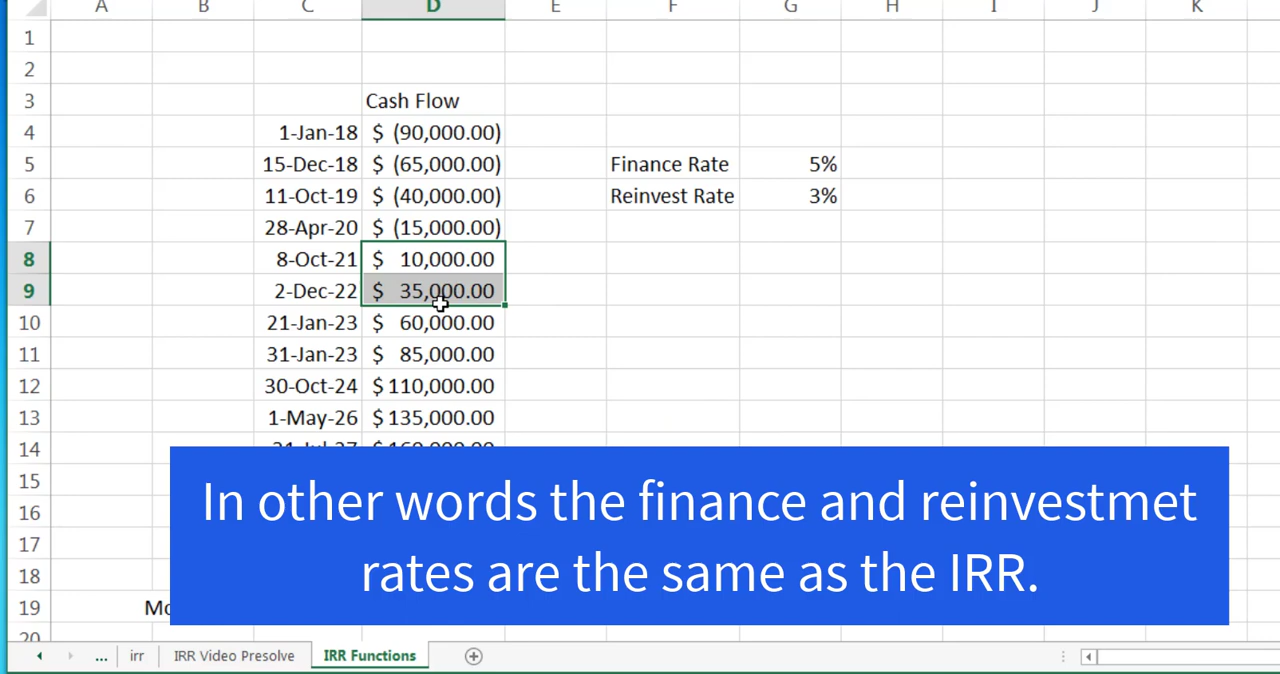 A B C D E F G H I J K
1
2
3 Cash Flow
4 1-Jan-18 $ (90,000.00)
5 15-Dec-18 $ (65,000.00) Finance Rate 5%
6 11-Oct-19 $ (40,000.00) Reinvest Rate 3%
7 28-Apr-20 $ (15,000.00)
8 8-Oct-21 $ 10,000.00
9 2-Dec-22 $ 35,000.00
10 21-Jan-23 $ 60,000.00
11 31-Jan-23 $ 85,000.00
12 30-Oct-24 $ 110,000.00
13 1-May-26 $ 135,000.00
14
15
16
17
18
19
20
In other words the finance and reinvestmet
rates are the same as the IRR.
... irr IRR Video Presolve IRR Functions